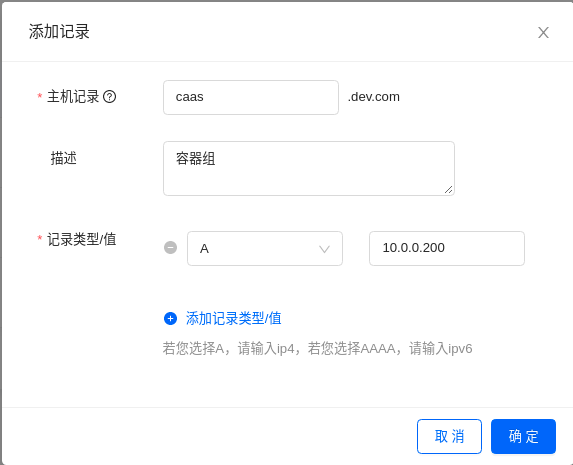 添加记录
* 主机记录 caas .dev.com
描述 容器组
* 记录类型/值 A 10.0.0.200
添加记录类型/值
若您选择A，请输入ip4，若您选择AAAA，请输入ipv6
取 消 确 定